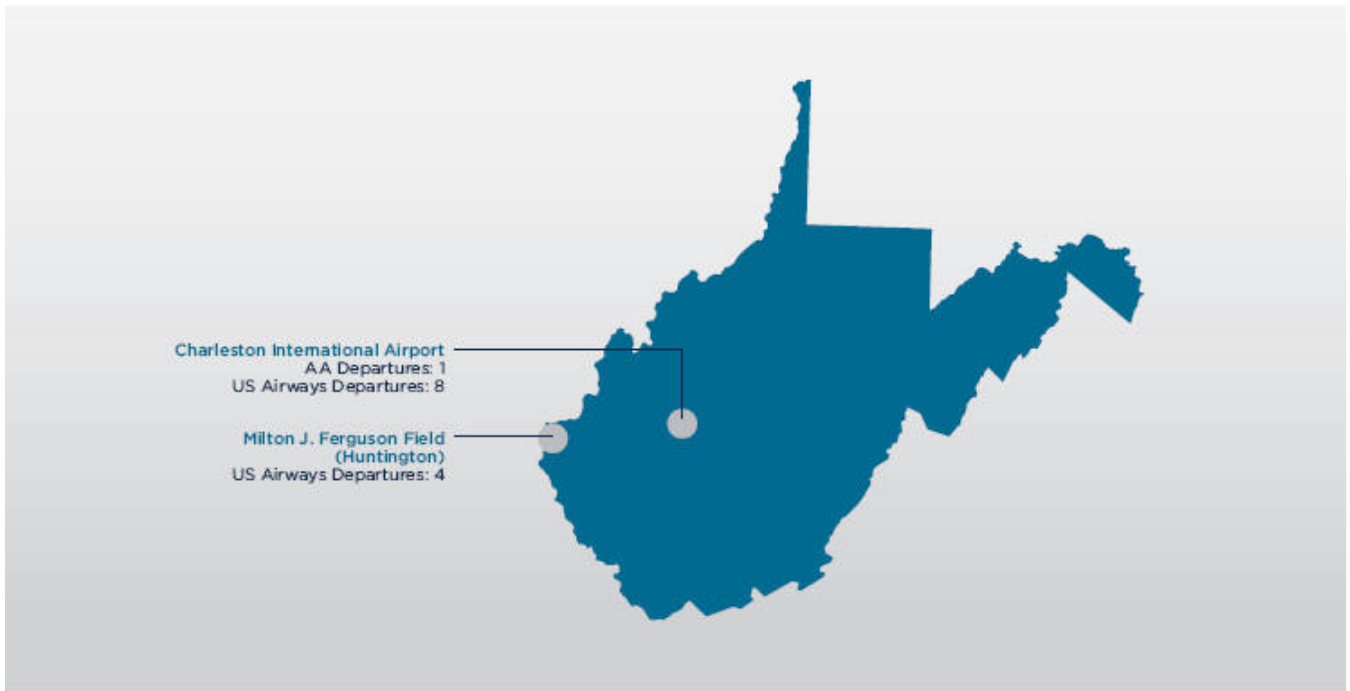 Charleston International Airport
AA Departures: 1
US Airways Departures: 8
Milton J. Ferguson Field
(Huntington)
US Airways Departures: 4